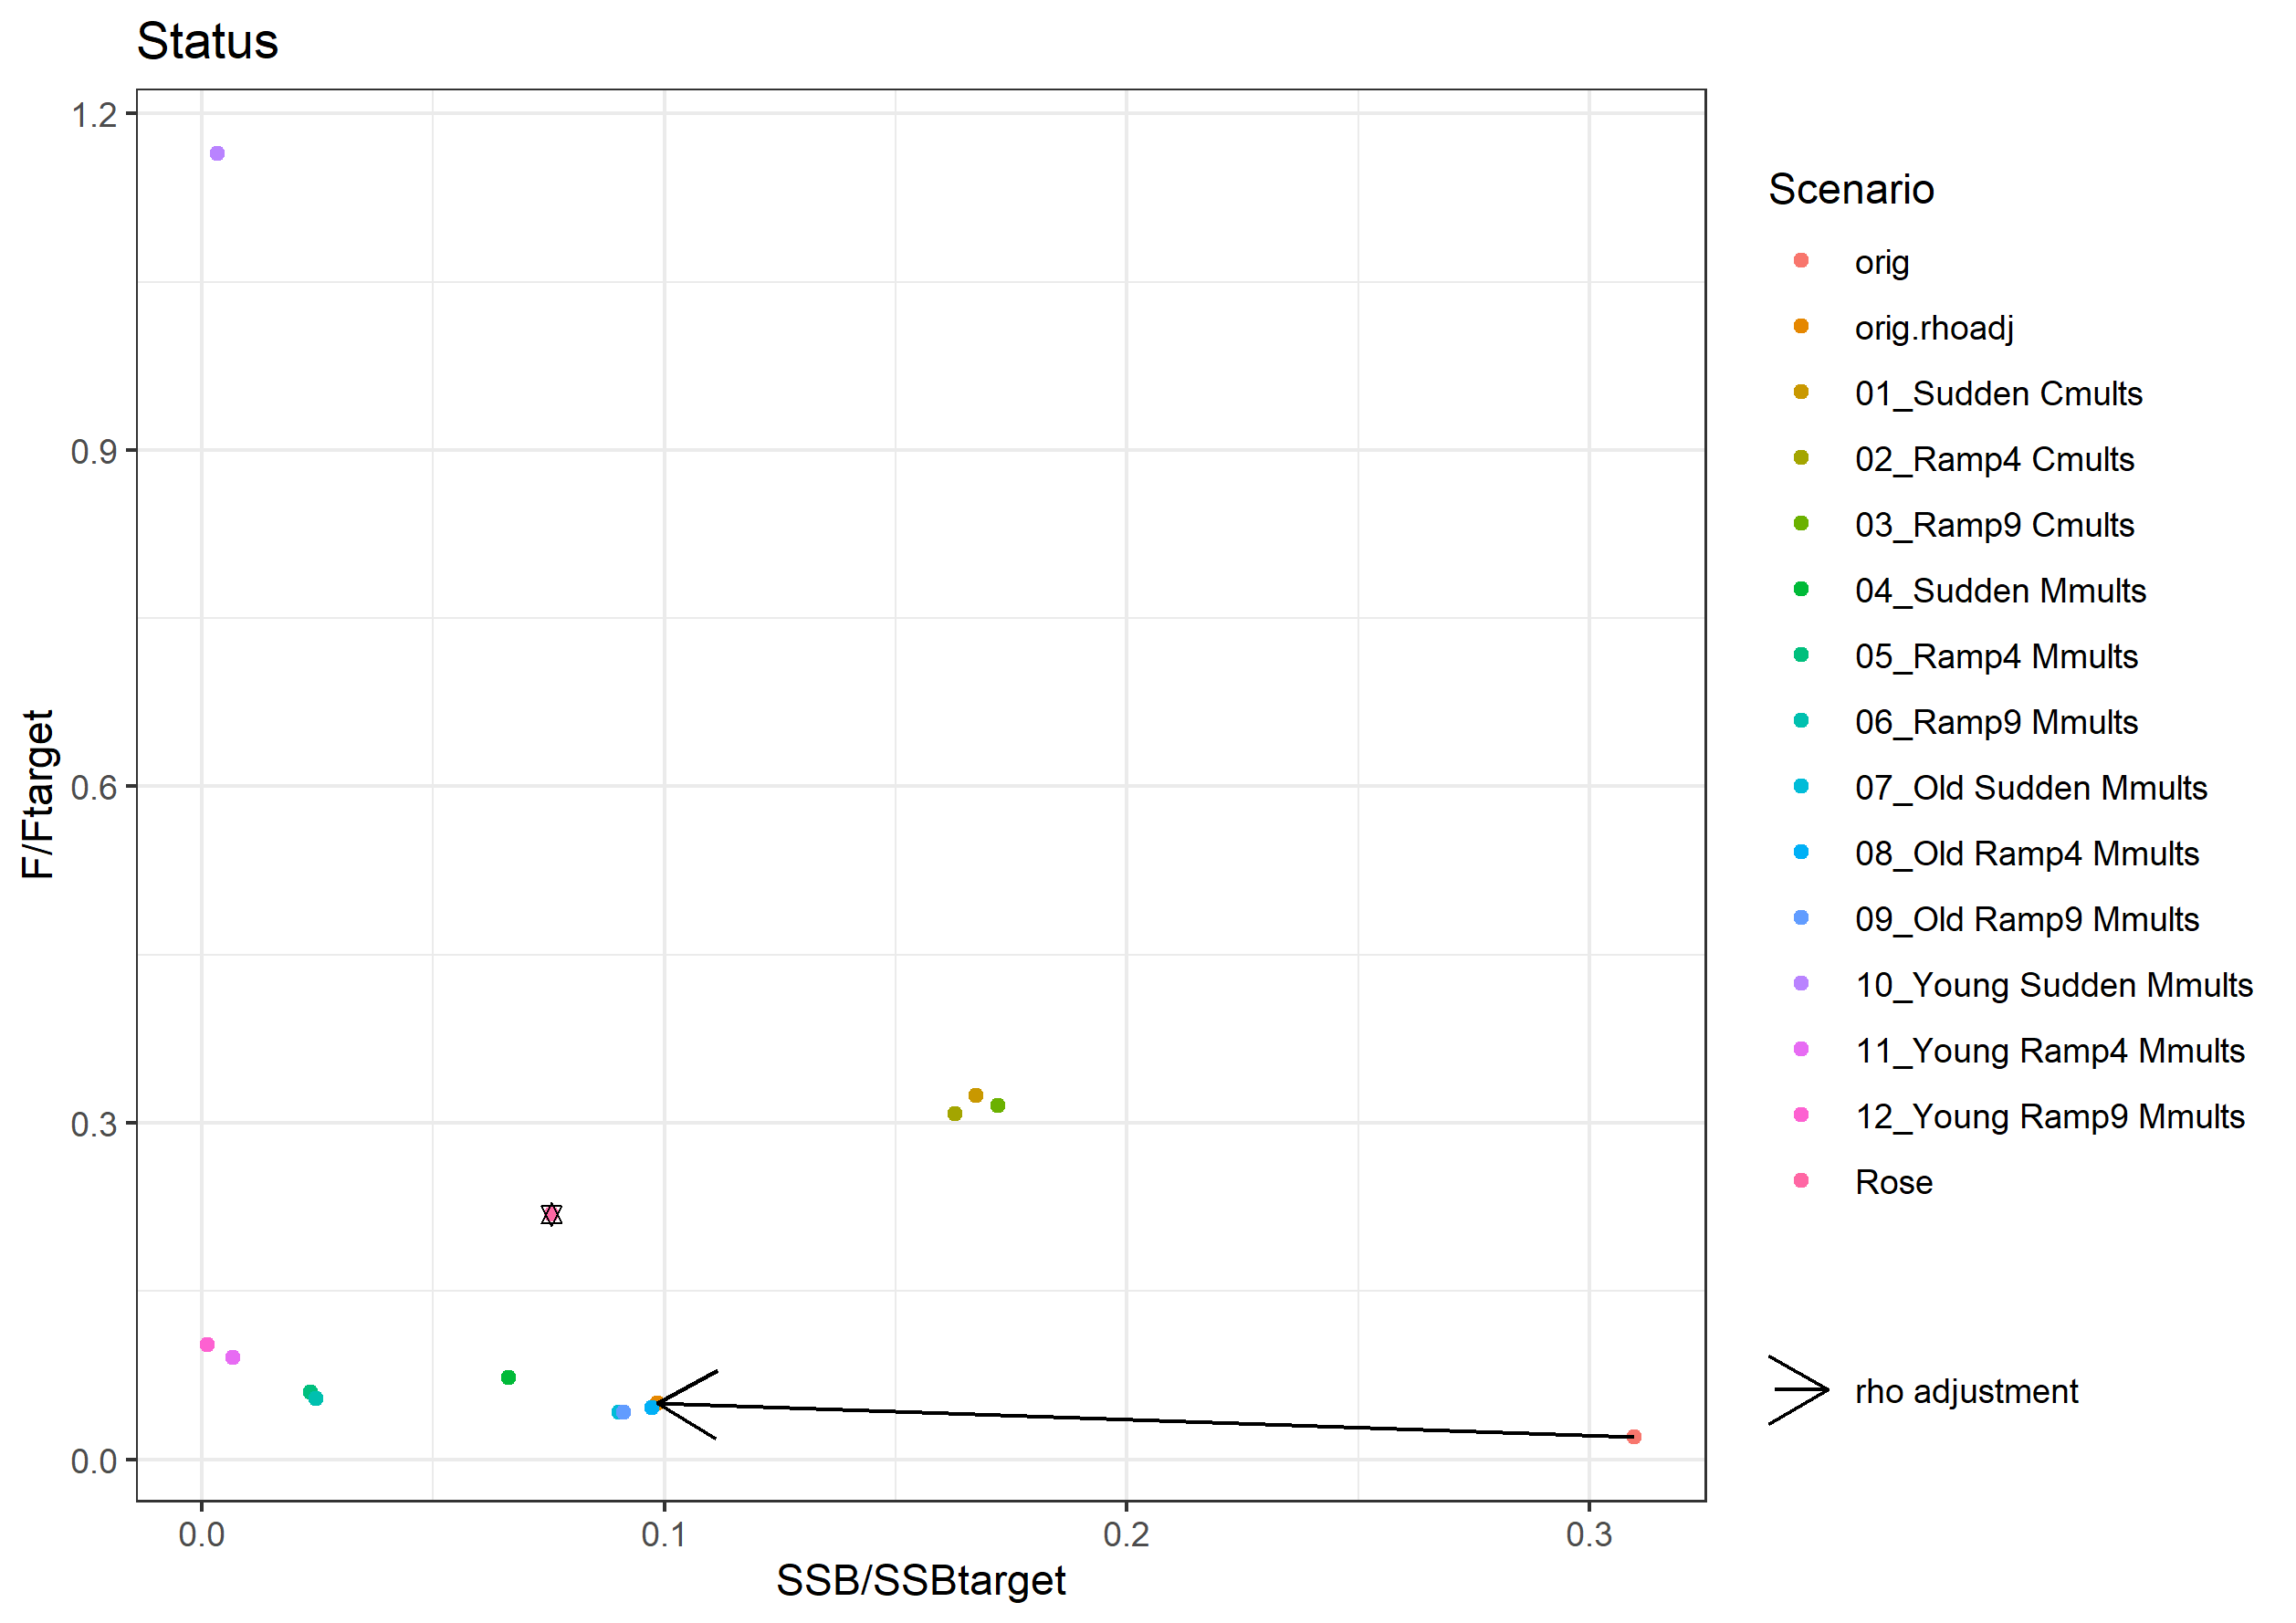 Status
1.2
0.9
0.6
0.3
0.0
F/Ftarget
0.0
0.1
0.2
0.3
SSB/SSBtarget
Scenario
orig
orig.rhoadj
01_Sudden Cmults
02_Ramp4 Cmults
03_Ramp9 Cmults
04_Sudden Mmults
05_Ramp4 Mmults
06_Ramp9 Mmults
07_Old Sudden Mmults
08_Old Ramp4 Mmults
09_Old Ramp9 Mmults
10_Young Sudden Mmults
11_Young Ramp4 Mmults
12_Young Ramp9 Mmults
Rose
rho adjustment